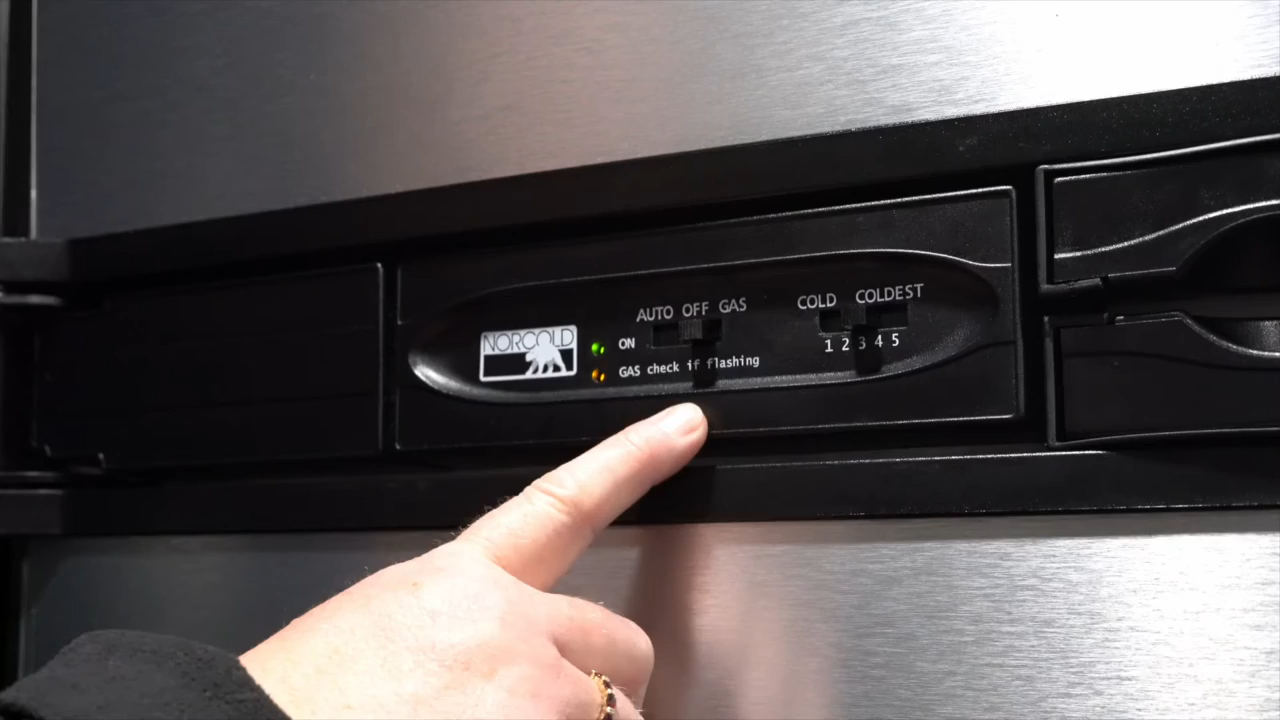 NORCOLD
AUTO OFF GAS
ON
GAS check if flashing
COLD COLDEST
1 2 3 4 5